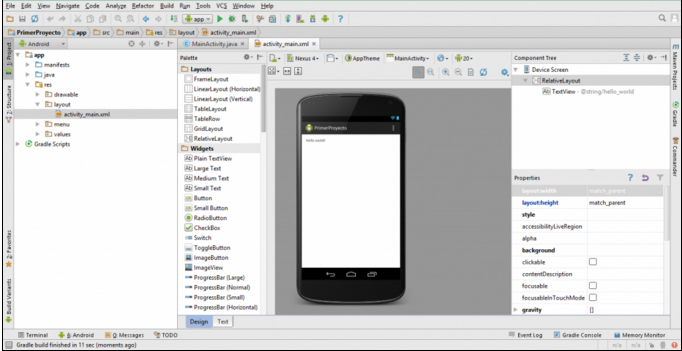 File Edit View Navigate Code Analyze Refactor Build Run Tools VCS Window Help
app
PrimerProyecto app src main res layout activity_main.xml
Android
MainActivity.java activity_main.xml
1: Project
app
manifests
java
res
drawable
layout
activity_main.xml
menu
values
Gradle Scripts
Z: Structure
2: Favorites
Build Variants
Palette
Layouts
FrameLayout
LinearLayout (Horizontal)
LinearLayout (Vertical)
TableLayout
TableRow
GridLayout
RelativeLayout
Widgets
Plain TextView
Large Text
Medium Text
Small Text
Button
Small Button
RadioButton
CheckBox
Switch
ToggleButton
ImageButton
ImageView
ProgressBar (Large)
ProgressBar (Normal)
ProgressBar (Small)
ProgressBar (Horizontal)
Design Text
Nexus 4 AppTheme MainActivity 20
PrimerProyecto
Hello world!
Component Tree
Device Screen
RelativeLayout
TextView - @string/hello_world
Properties
layout:width match_parent
layout:height match_parent
style
accessibilityLiveRegion
alpha
background
clickable
contentDescription
focusable
focusableInTouchMode
gravity []
Maven Projects
Gradle
Commander
Terminal 6: Android 0: Messages TODO
Event Log Gradle Console Memory Monitor
Gradle build finished in 11 sec (moments ago)
n/a n/a